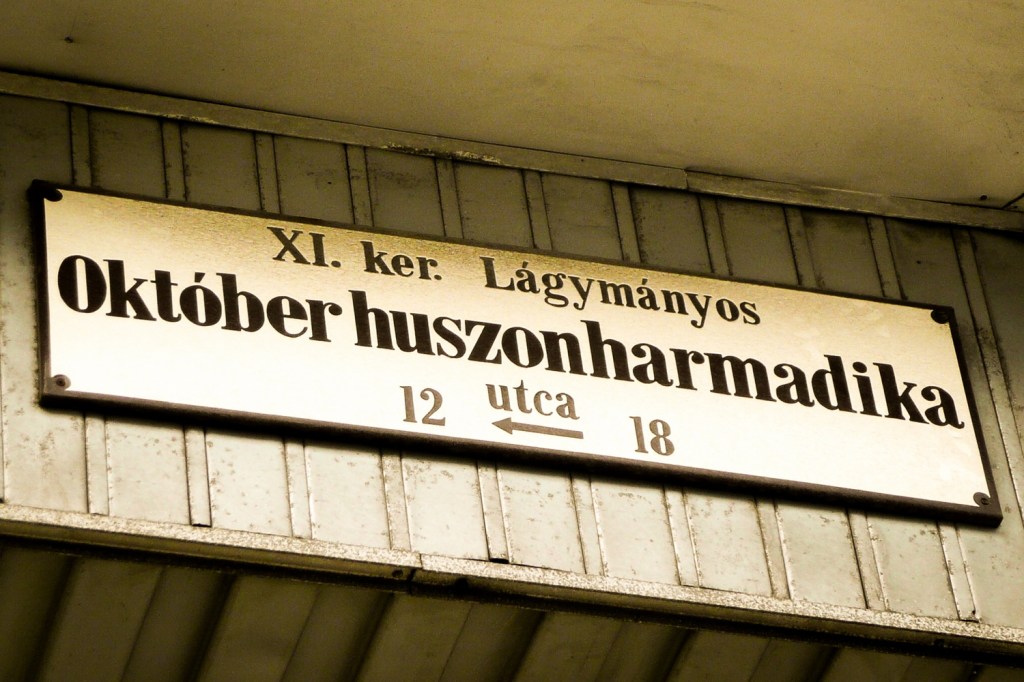 XI. ker. Lágymányos
Október huszonharmadika
utca
12 ← 18